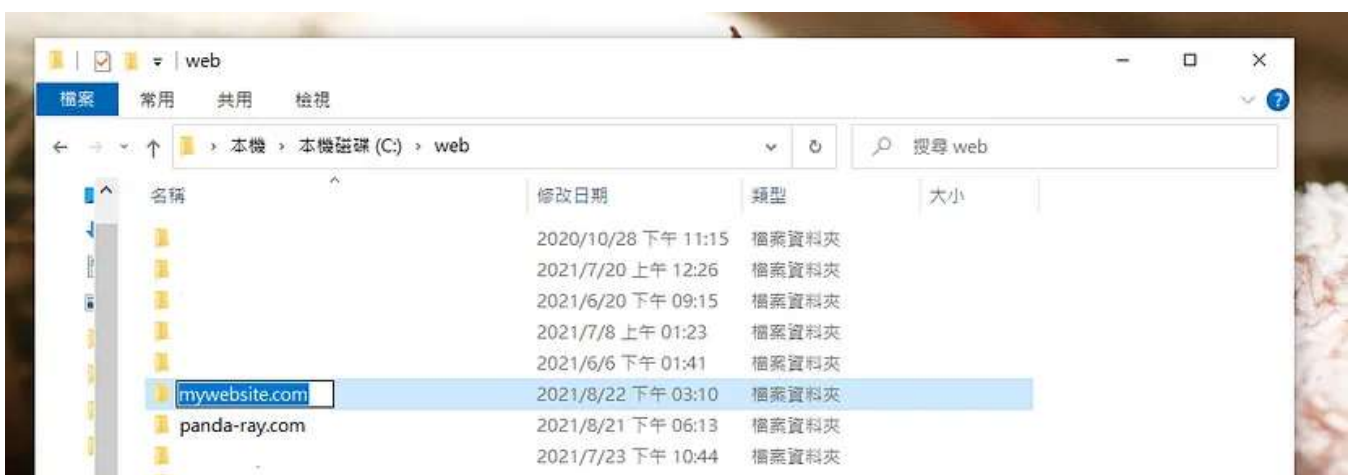 web
檔案 常用 共用 檢視
本機 › 本機磁碟 (C:) › web 搜尋 web
名稱 修改日期 類型 大小
2020/10/28 下午 11:15 檔案資料夾
2021/7/20 上午 12:26 檔案資料夾
2021/6/20 下午 09:15 檔案資料夾
2021/7/8 上午 01:23 檔案資料夾
2021/6/6 下午 01:41 檔案資料夾
mywebsite.com 2021/8/22 下午 03:10 檔案資料夾
panda-ray.com 2021/8/21 下午 06:13 檔案資料夾
2021/7/23 下午 10:44 檔案資料夾